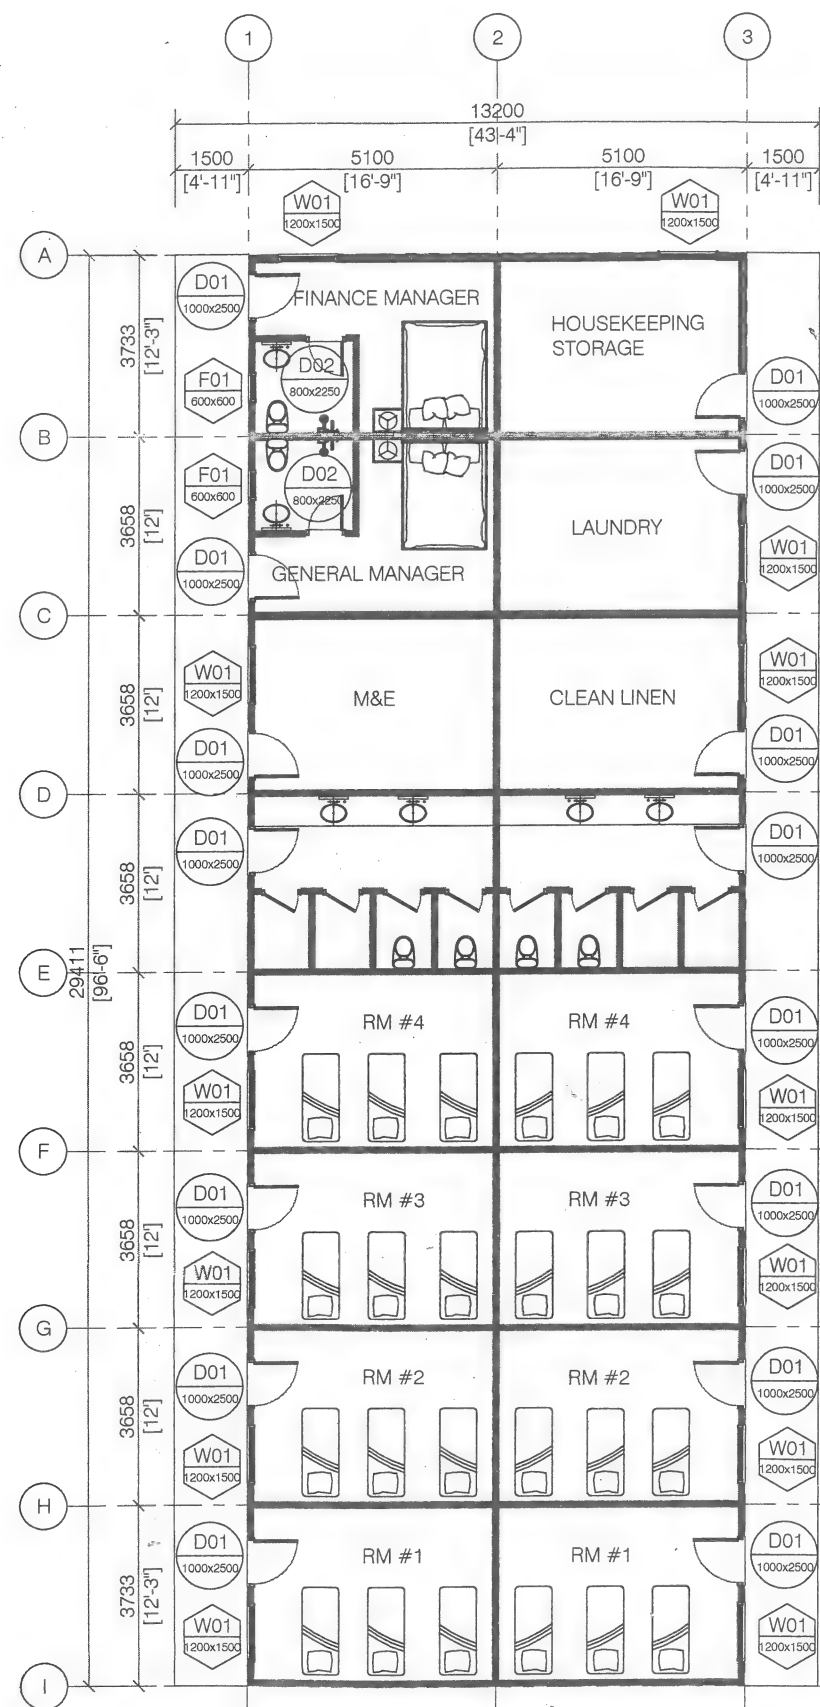 1
2
3
13200
[43'-4"]
1500
5100
5100
1500
[4'-11"]
[16'-9"]
[16'-9"]
[4'-11"]
W01
1200x1500
W01
1200x1500
A
D01
1000x2500
FINANCE MANAGER
HOUSEKEEPING
STORAGE
3733
[12'-3"]
D02
800x2250
F01
600x600
D01
1000x2500
B
F01
600x600
D02
800x2250
D01
1000x2500
3658
[12']
LAUNDRY
W01
1200x1500
D01
1000x2500
GENERAL MANAGER
C
W01
1200x1500
W01
1200x1500
3658
[12']
M&E
CLEAN LINEN
D01
1000x2500
D01
1000x2500
D
D01
1000x2500
D01
1000x2500
3658
[12']
29411
[96'-6"]
E
D01
1000x2500
RM #4
RM #4
D01
1000x2500
3658
[12']
W01
1200x1500
W01
1200x1500
F
D01
1000x2500
RM #3
RM #3
D01
1000x2500
3658
[12']
W01
1200x1500
W01
1200x1500
G
D01
1000x2500
RM #2
RM #2
D01
1000x2500
3658
[12']
W01
1200x1500
W01
1200x1500
H
D01
1000x2500
RM #1
RM #1
D01
1000x2500
3733
[12'-3"]
W01
1200x1500
W01
1200x1500
I